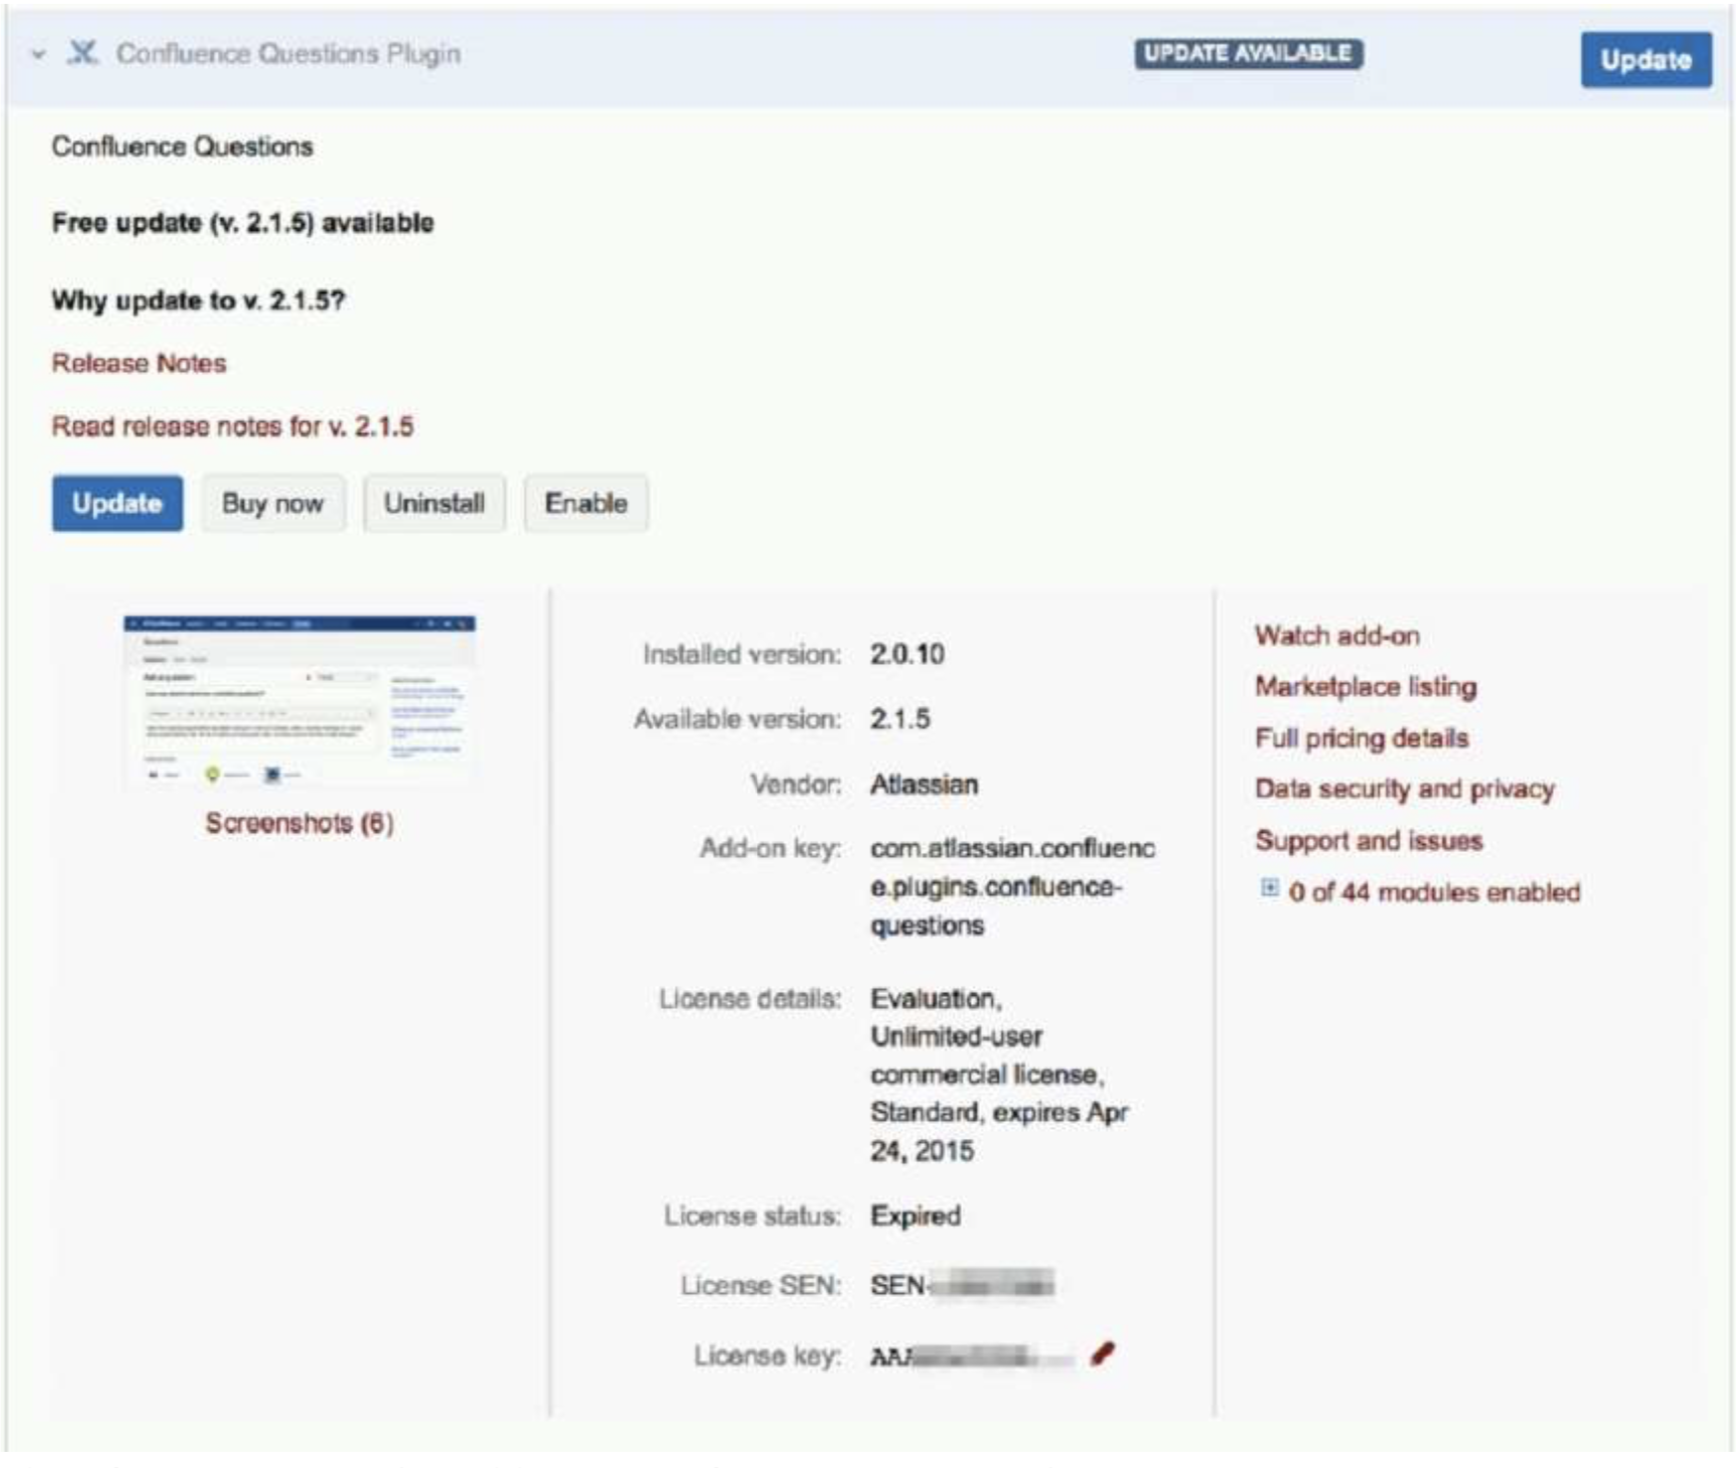 Confluence Questions Plugin
UPDATE AVAILABLE
Update
Confluence Questions
Free update (v. 2.1.5) available
Why update to v. 2.1.5?
Release Notes
Read release notes for v. 2.1.5
Update
Buy now
Uninstall
Enable
Screenshots (6)
Installed version: 2.0.10
Available version: 2.1.5
Vendor: Atlassian
Add-on key: com.atlassian.confluenc
e.plugins.confluence-
questions
License details: Evaluation,
Unlimited-user
commercial license,
Standard, expires Apr
24, 2015
License status: Expired
License SEN: SEN-
License key:
Watch add-on
Marketplace listing
Full pricing details
Data security and privacy
Support and issues
0 of 44 modules enabled